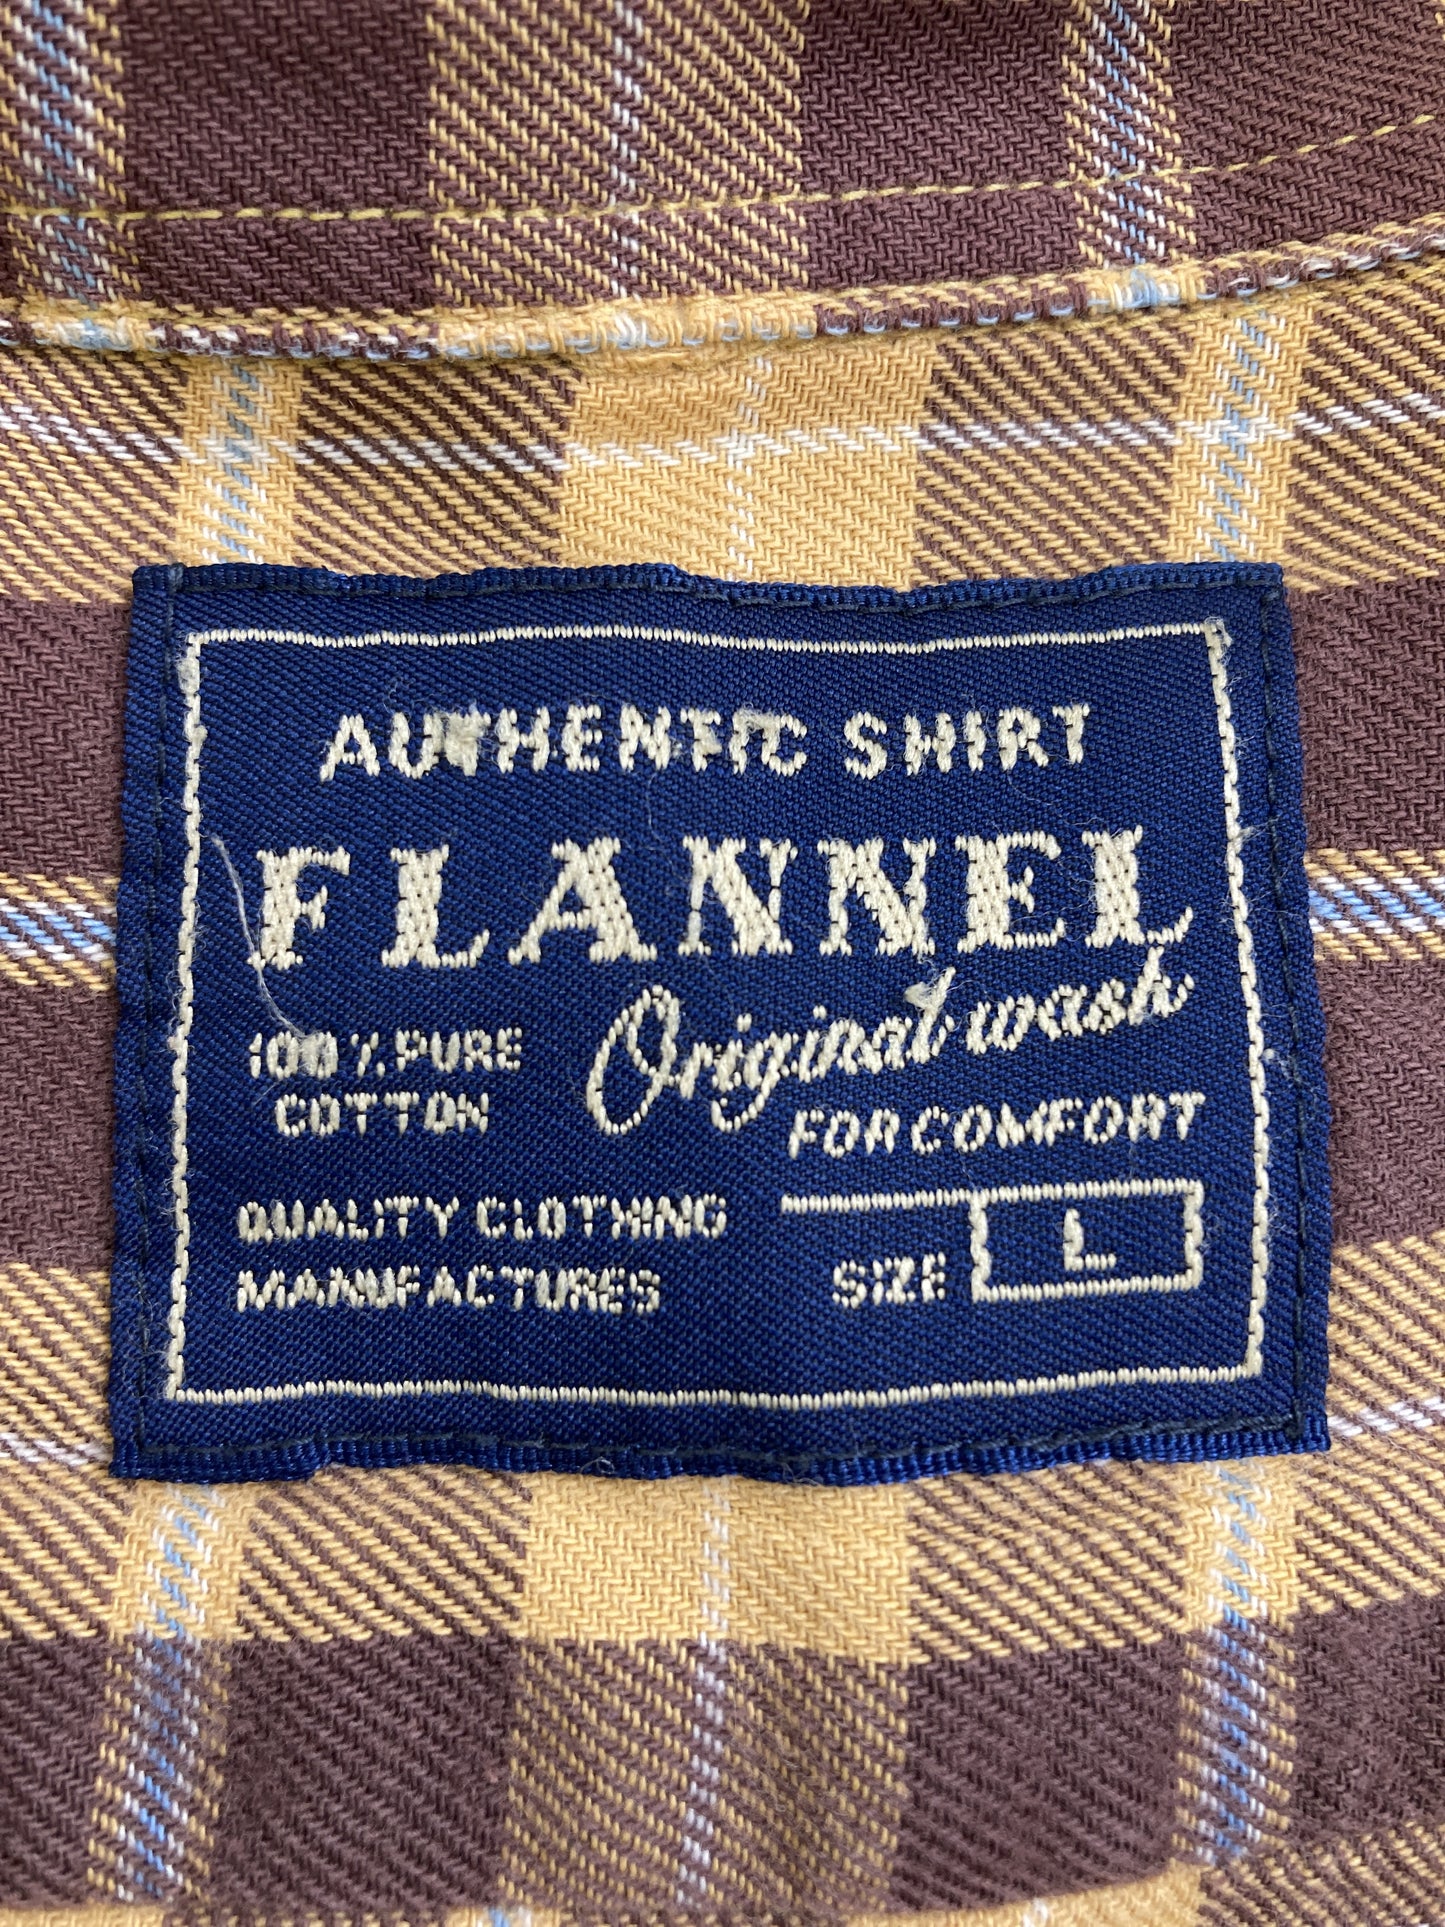 AUTHENTIC SHIRT
FLANNEL
Original wash
100% PURE
COTTON
FOR COMFORT
QUALITY CLOTHING
MANUFACTURES
SIZE L